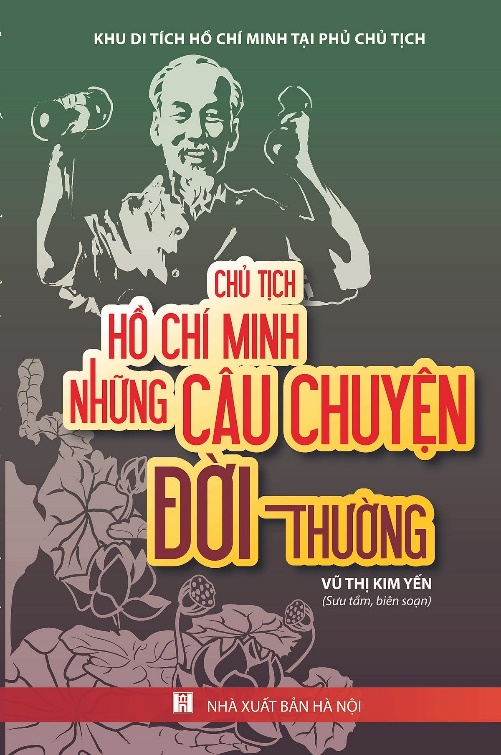 KHU DI TÍCH HỒ CHÍ MINH TẠI PHỦ CHỦ TỊCH
CHỦ TỊCH
HỒ CHÍ MINH
NHỮNG CÂU CHUYỆN
ĐỜI THƯỜNG
VŨ THỊ KIM YẾN
(Sưu tầm, biên soạn)
NHÀ XUẤT BẢN HÀ NỘI